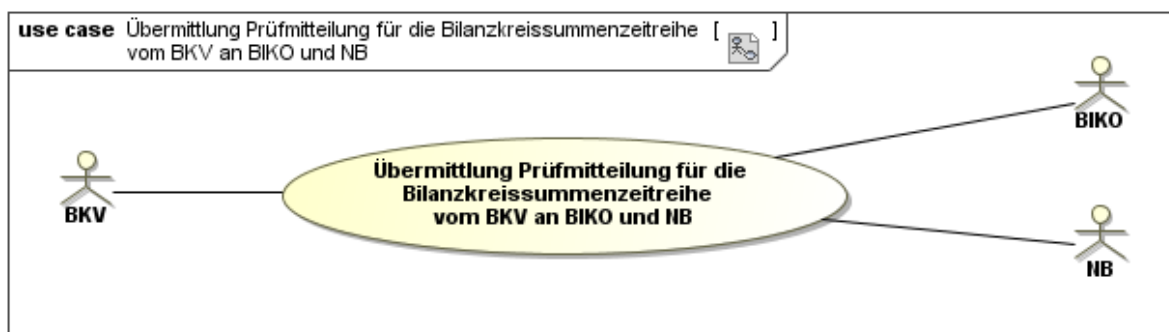 use case Übermittlung Prüfmitteilung für die Bilanzkreissummenzeitreihe [ ]
vom BKV an BIKO und NB
BIKO
Übermittlung Prüfmitteilung für die
Bilanzkreissummenzeitreihe
vom BKV an BIKO und NB
BKV
NB